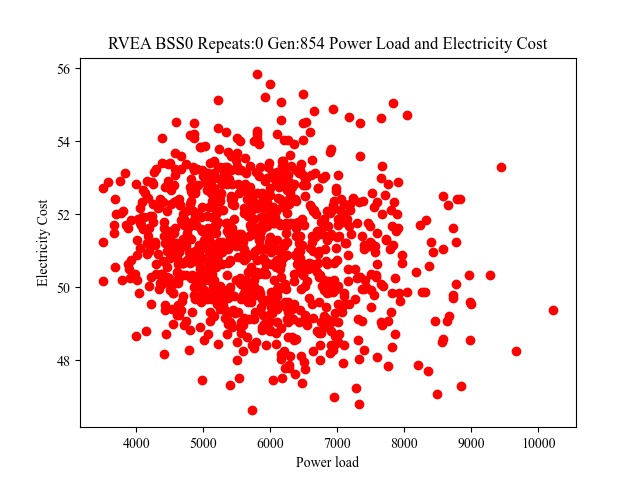 RVEA BSS0 Repeats:0 Gen:854 Power Load and Electricity Cost
56
54
52
50
48
Electricity Cost
4000 5000 6000 7000 8000 9000 10000
Power load